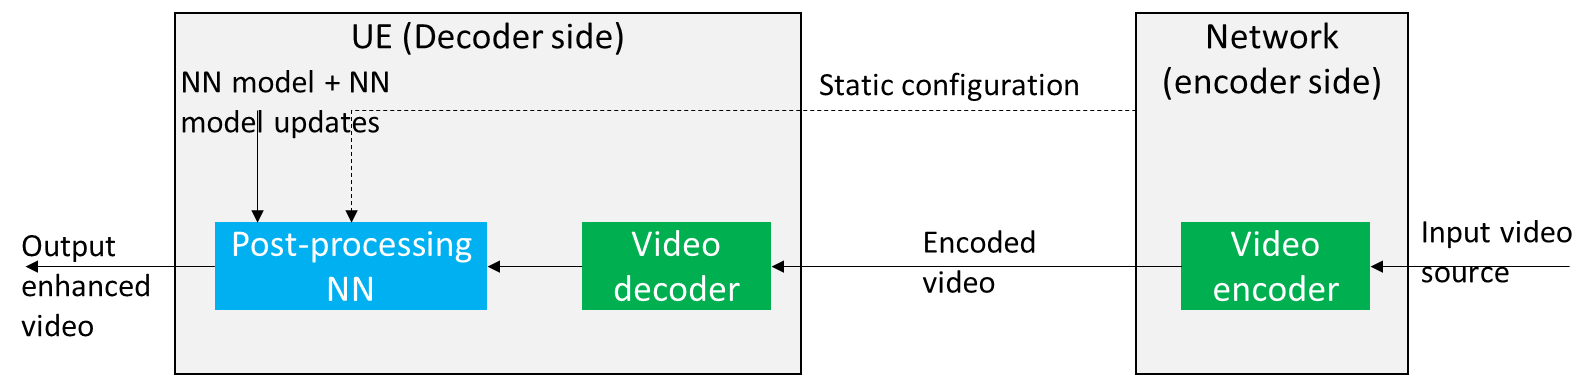 UE (Decoder side)
NN model + NN
model updates
Static configuration
Network
(encoder side)
Output
enhanced
video
Post-processing
NN
Video
decoder
Encoded
video
Video
encoder
Input video
source